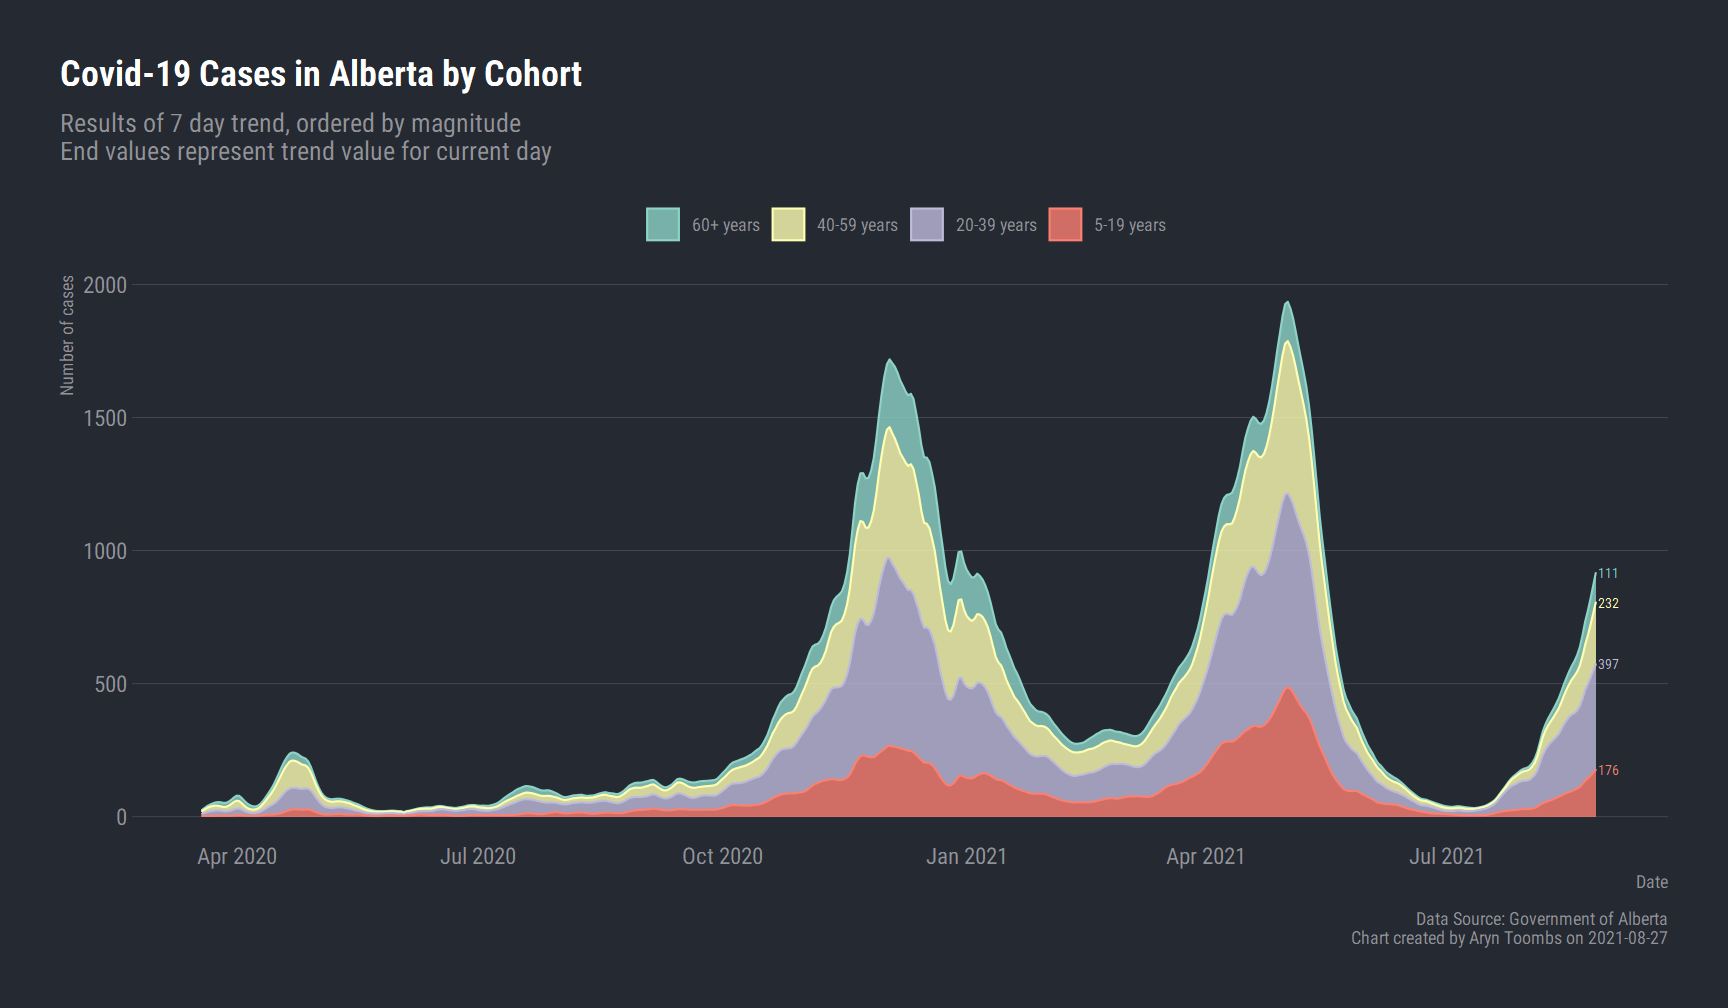 Covid-19 Cases in Alberta by Cohort
Results of 7 day trend, ordered by magnitude
End values represent trend value for current day
60+ years
40-59 years
20-39 years
5-19 years
Number of cases
2000
1500
1000
500
0
111
232
397
176
Apr 2020
Jul 2020
Oct 2020
Jan 2021
Apr 2021
Jul 2021
Date
Data Source: Government of Alberta
Chart created by Aryn Toombs on 2021-08-27